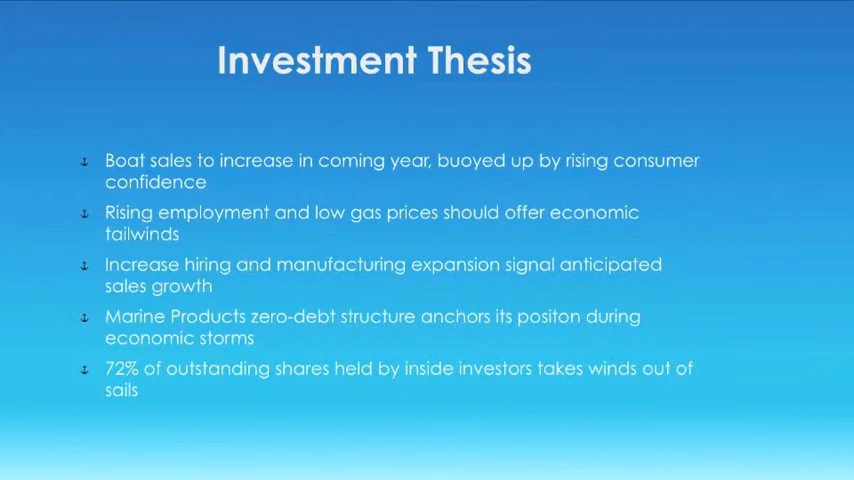 Investment Thesis
Boat sales to increase in coming year, buoyed up by rising consumer
confidence
Rising employment and low gas prices should offer economic
tailwinds
Increase hiring and manufacturing expansion signal anticipated
sales growth
Marine Products zero-debt structure anchors its positon during
economic storms
72% of outstanding shares held by inside investors takes winds out of
sails